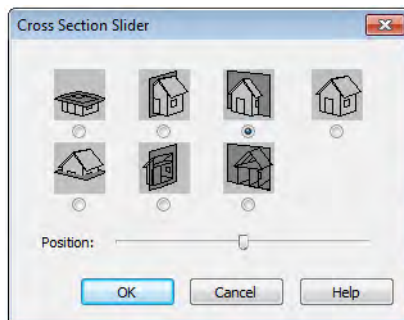 Cross Section Slider
Position:
OK
Cancel
Help